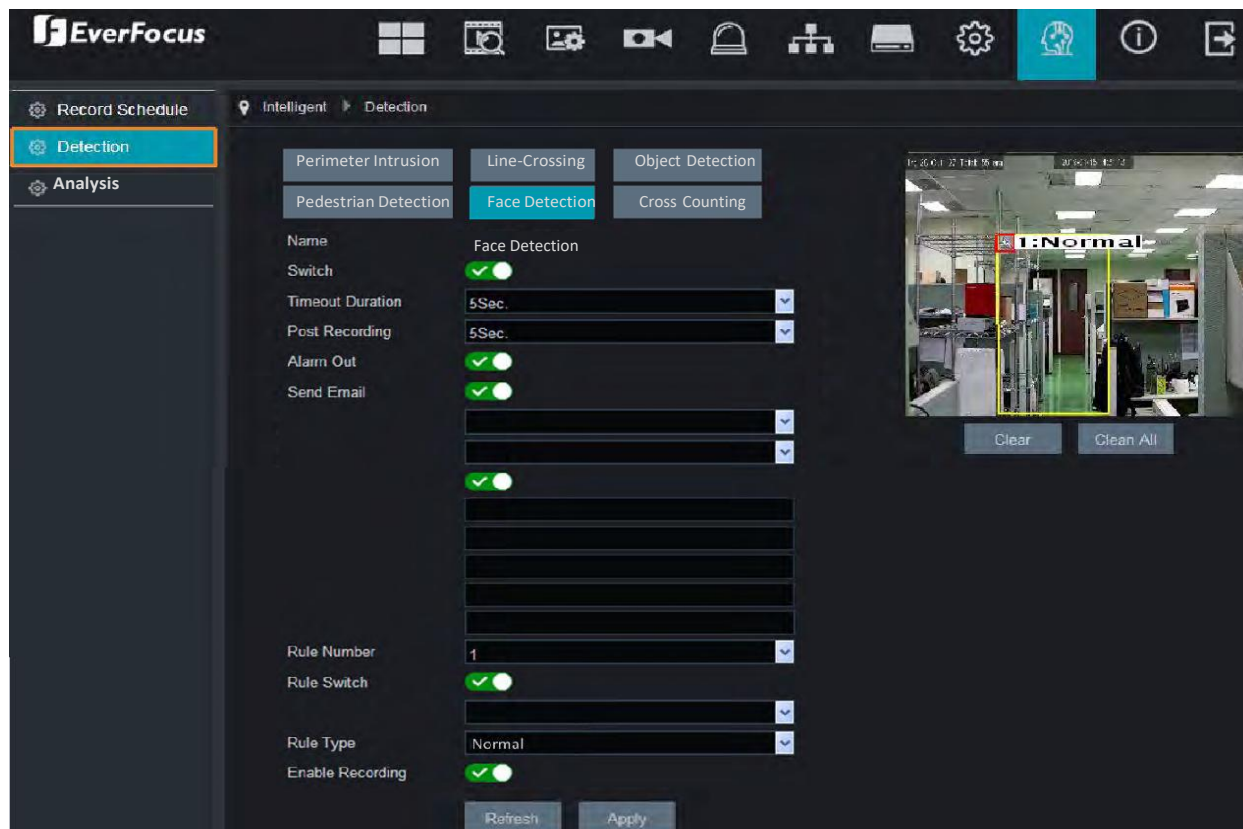 EverFocus
Record Schedule
Detection
Analysis
Intelligent Detection
Perimeter Intrusion Line-Crossing Object Detection
Pedestrian Detection Face Detection Cross Counting
Name Face Detection
Switch
Timeout Duration 5Sec.
Post Recording 5Sec.
Alarm Out
Send Email
Rule Number 1
Rule Switch
Rule Type Normal
Enable Recording
Refresh Apply
1:Normal
Clear Clean All